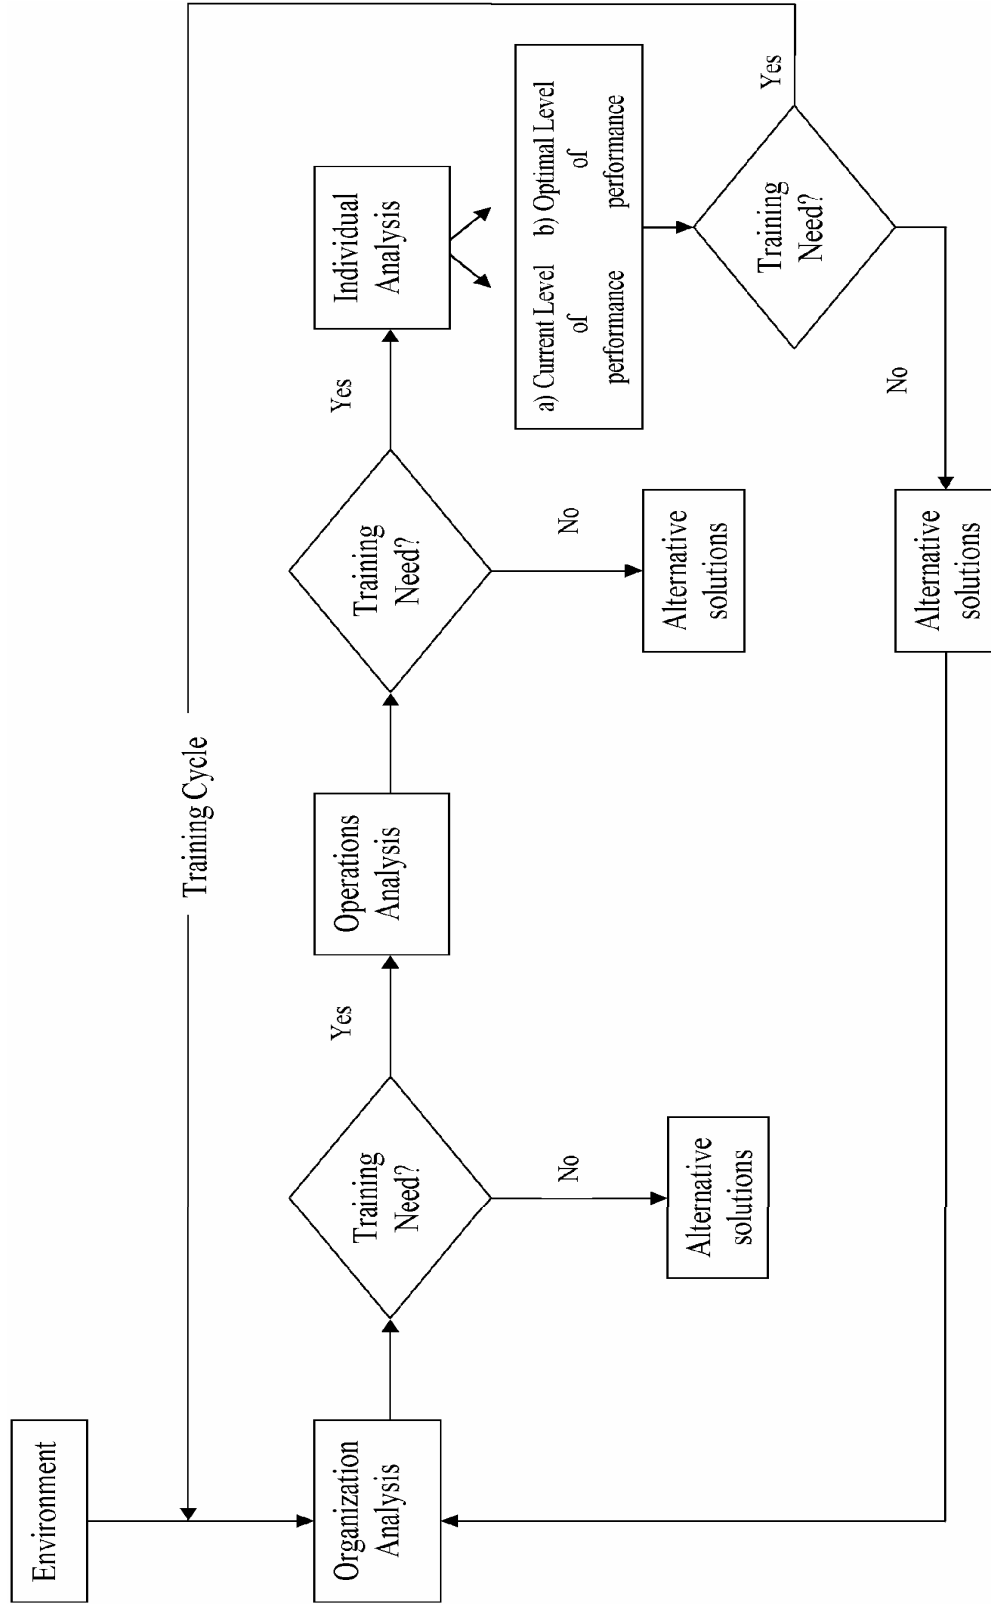 Environment
Training Cycle
Organization
Analysis
Training
Need?
Yes
No
Alternative
solutions
Operations
Analysis
Training
Need?
Yes
No
Alternative
solutions
Individual
Analysis
a) Current Level
of
performance
b) Optimal Level
of
performance
Training
Need?
Yes
No
Alternative
solutions